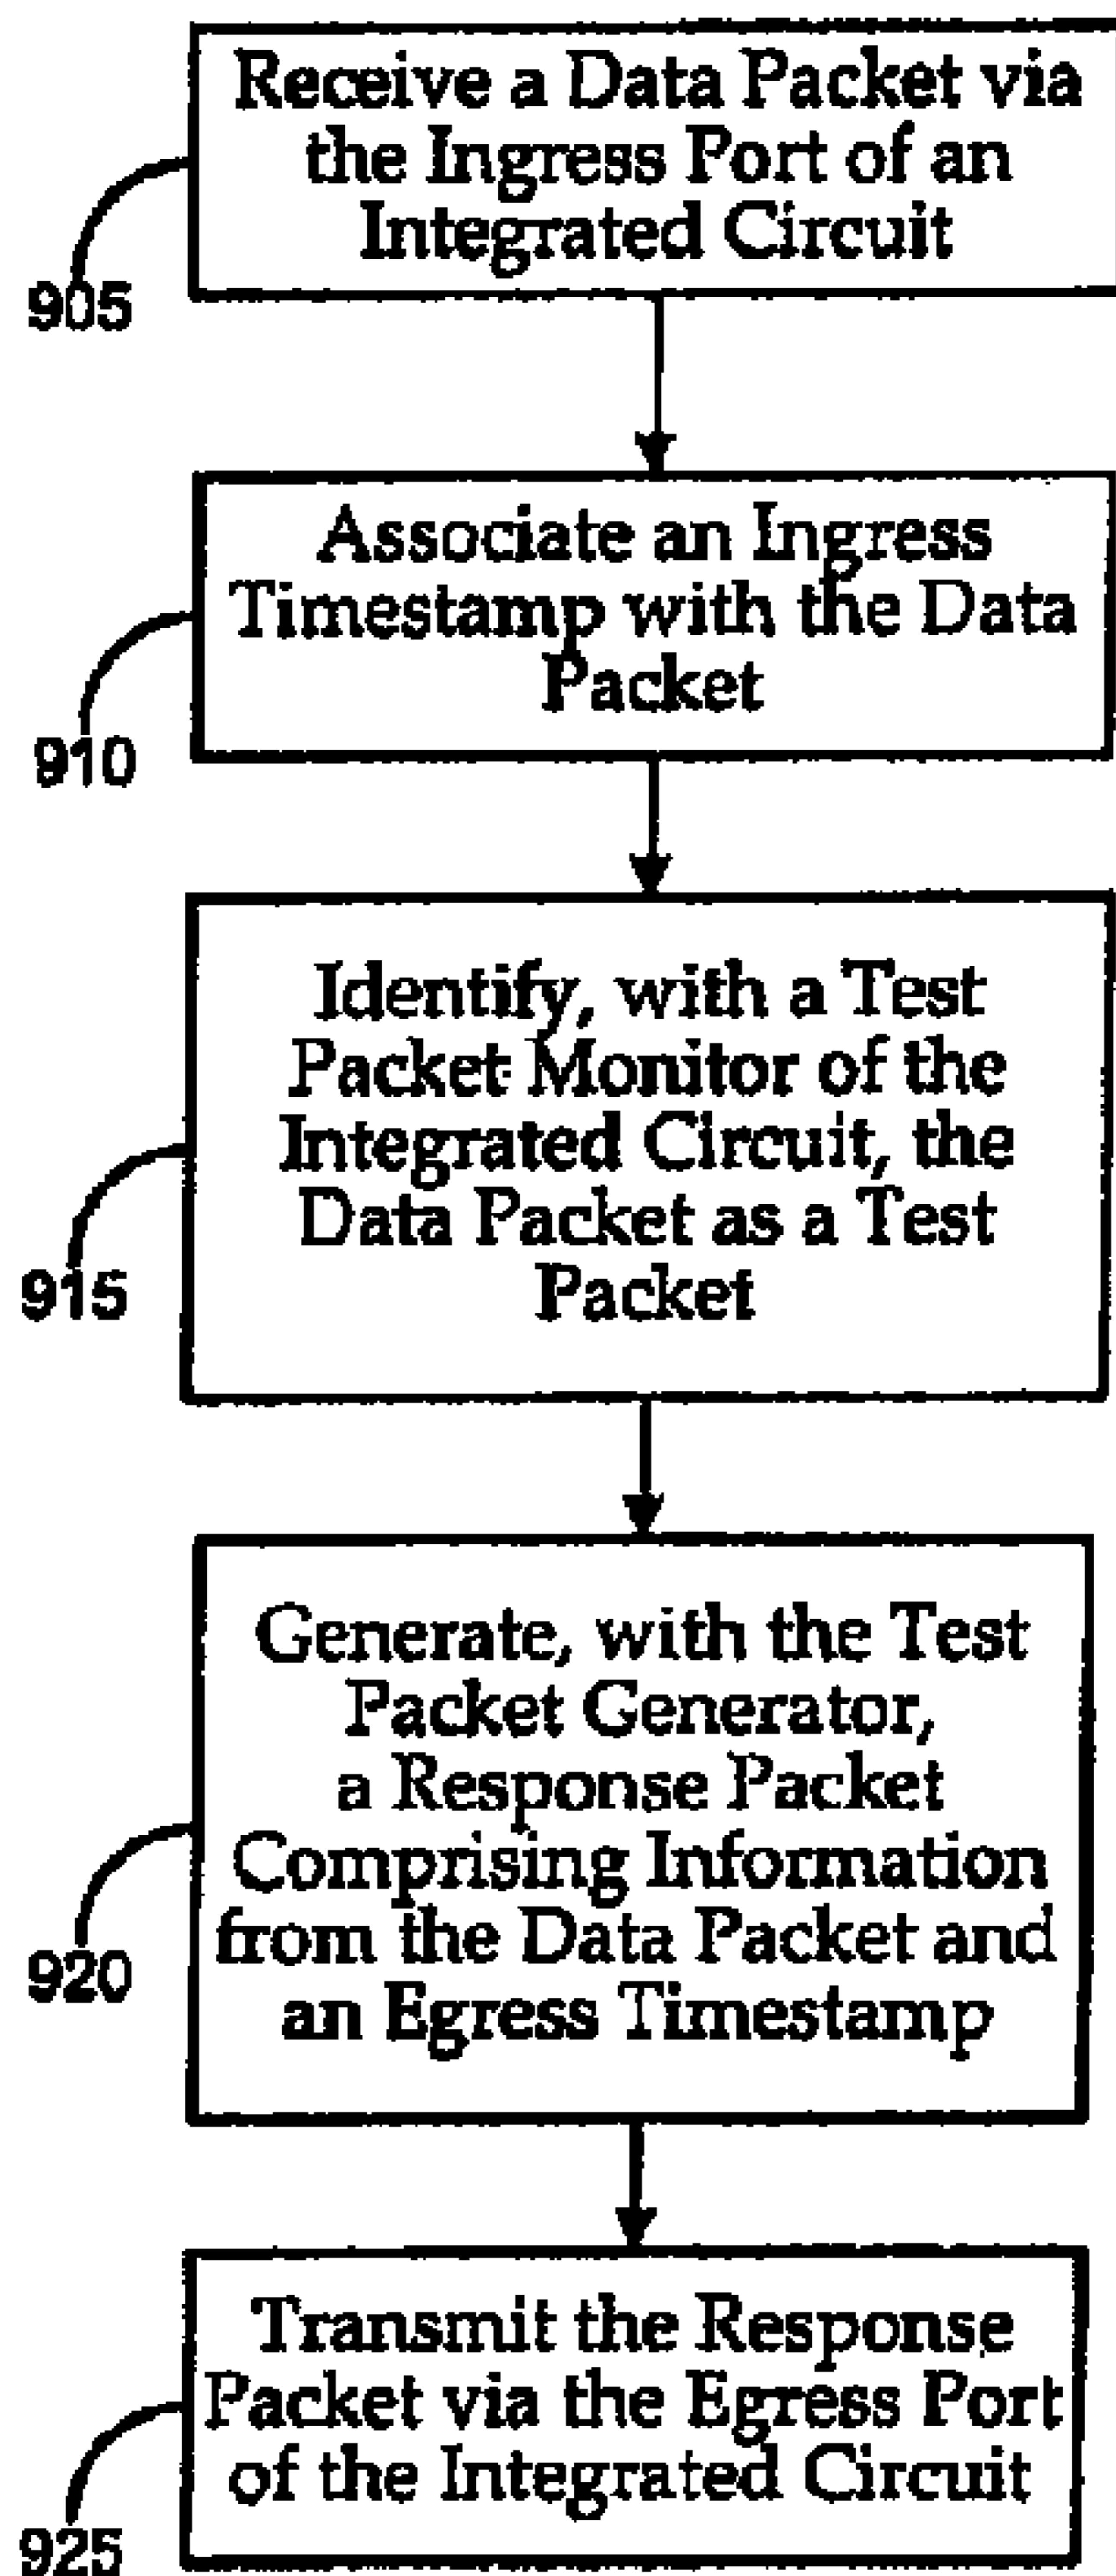 Receive a Data Packet via
the Ingress Port of an
Integrated Circuit
905
Associate an Ingress
Timestamp with the Data
Packet
910
Identify, with a Test
Packet Monitor of the
Integrated Circuit, the
Data Packet as a Test
Packet
915
Generate, with the Test
Packet Generator,
a Response Packet
Comprising Information
from the Data Packet and
an Egress Timestamp
920
Transmit the Response
Packet via the Egress Port
of the Integrated Circuit
925